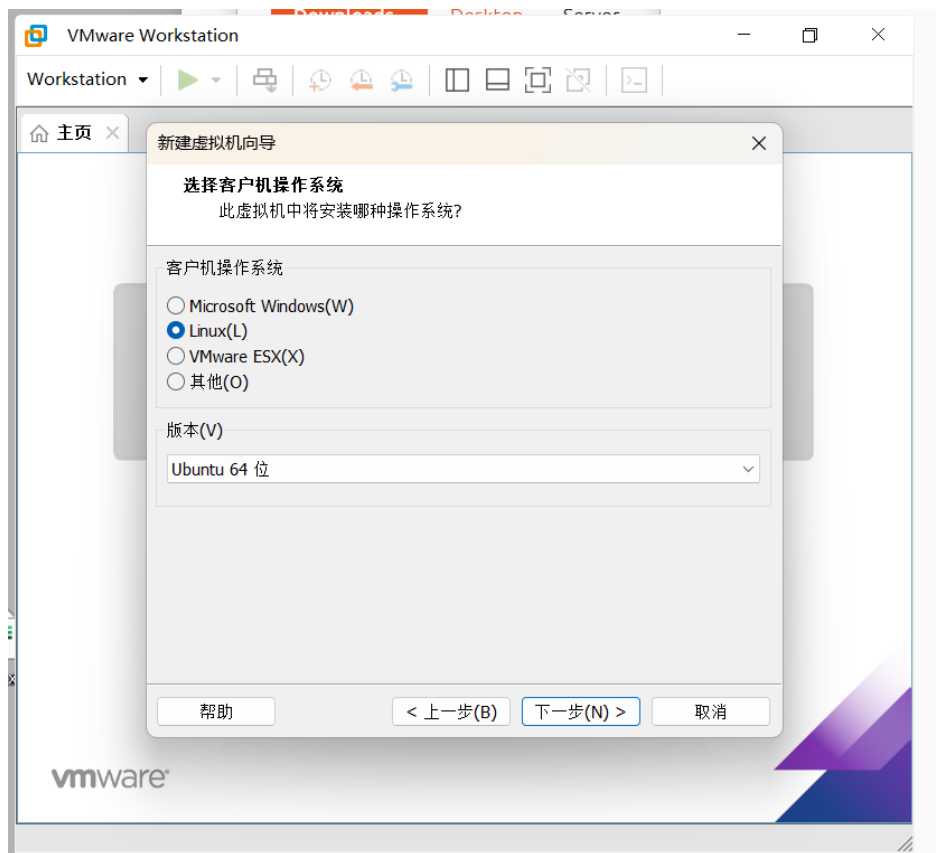 Downloads Desktop Server
VMware Workstation
Workstation
主页
新建虚拟机向导
选择客户机操作系统
此虚拟机中将安装哪种操作系统?
客户机操作系统
Microsoft Windows(W)
Linux(L)
VMware ESX(X)
其他(O)
版本(V)
Ubuntu 64 位
帮助
< 上一步(B)
下一步(N) >
取消
vmware